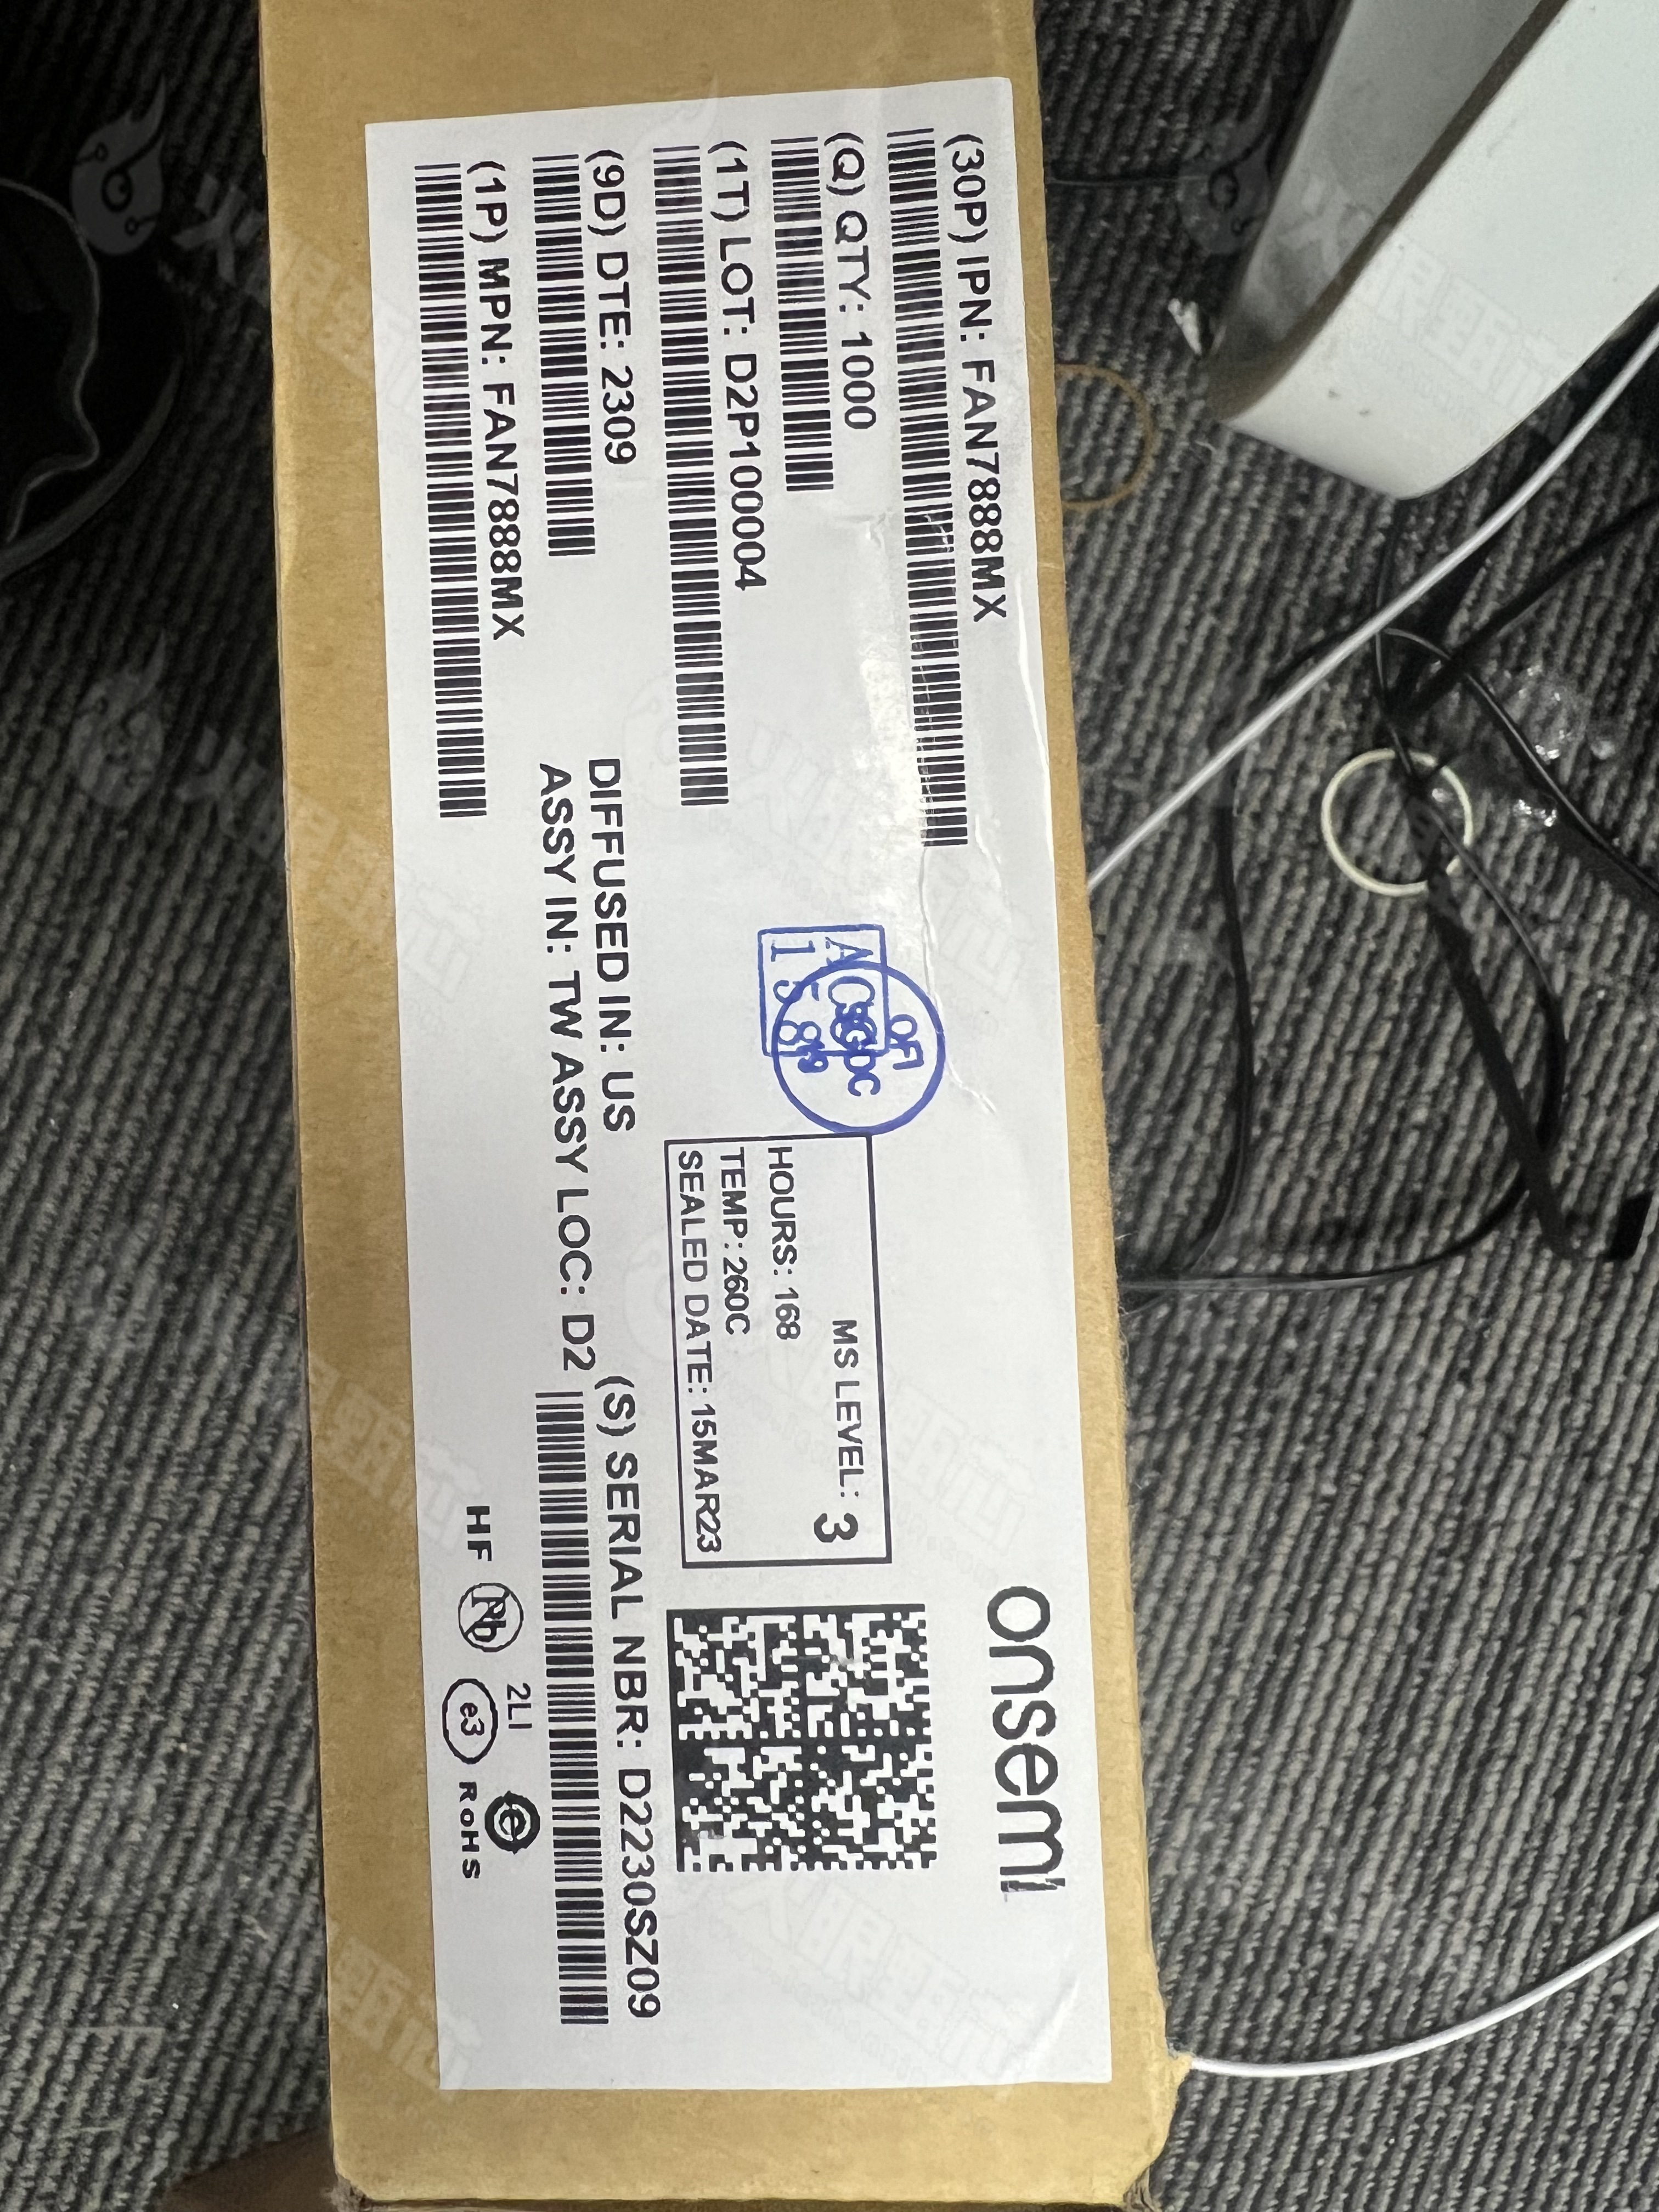 (30P) IPN: FAN7888MX
onsemi
(Q) QTY: 1000
(1T) LOT: D2P100004
MS LEVEL: 3
HOURS: 168
TEMP: 260C
SEALED DATE: 15MAR23
(9D) DTE: 2309
DIFFUSED IN: US
(S) SERIAL NBR: D2230SZ09
ASSY IN: TW ASSY LOC: D2
(1P) MPN: FAN7888MX
2LI
e
HF
Pb
e3
RoHS